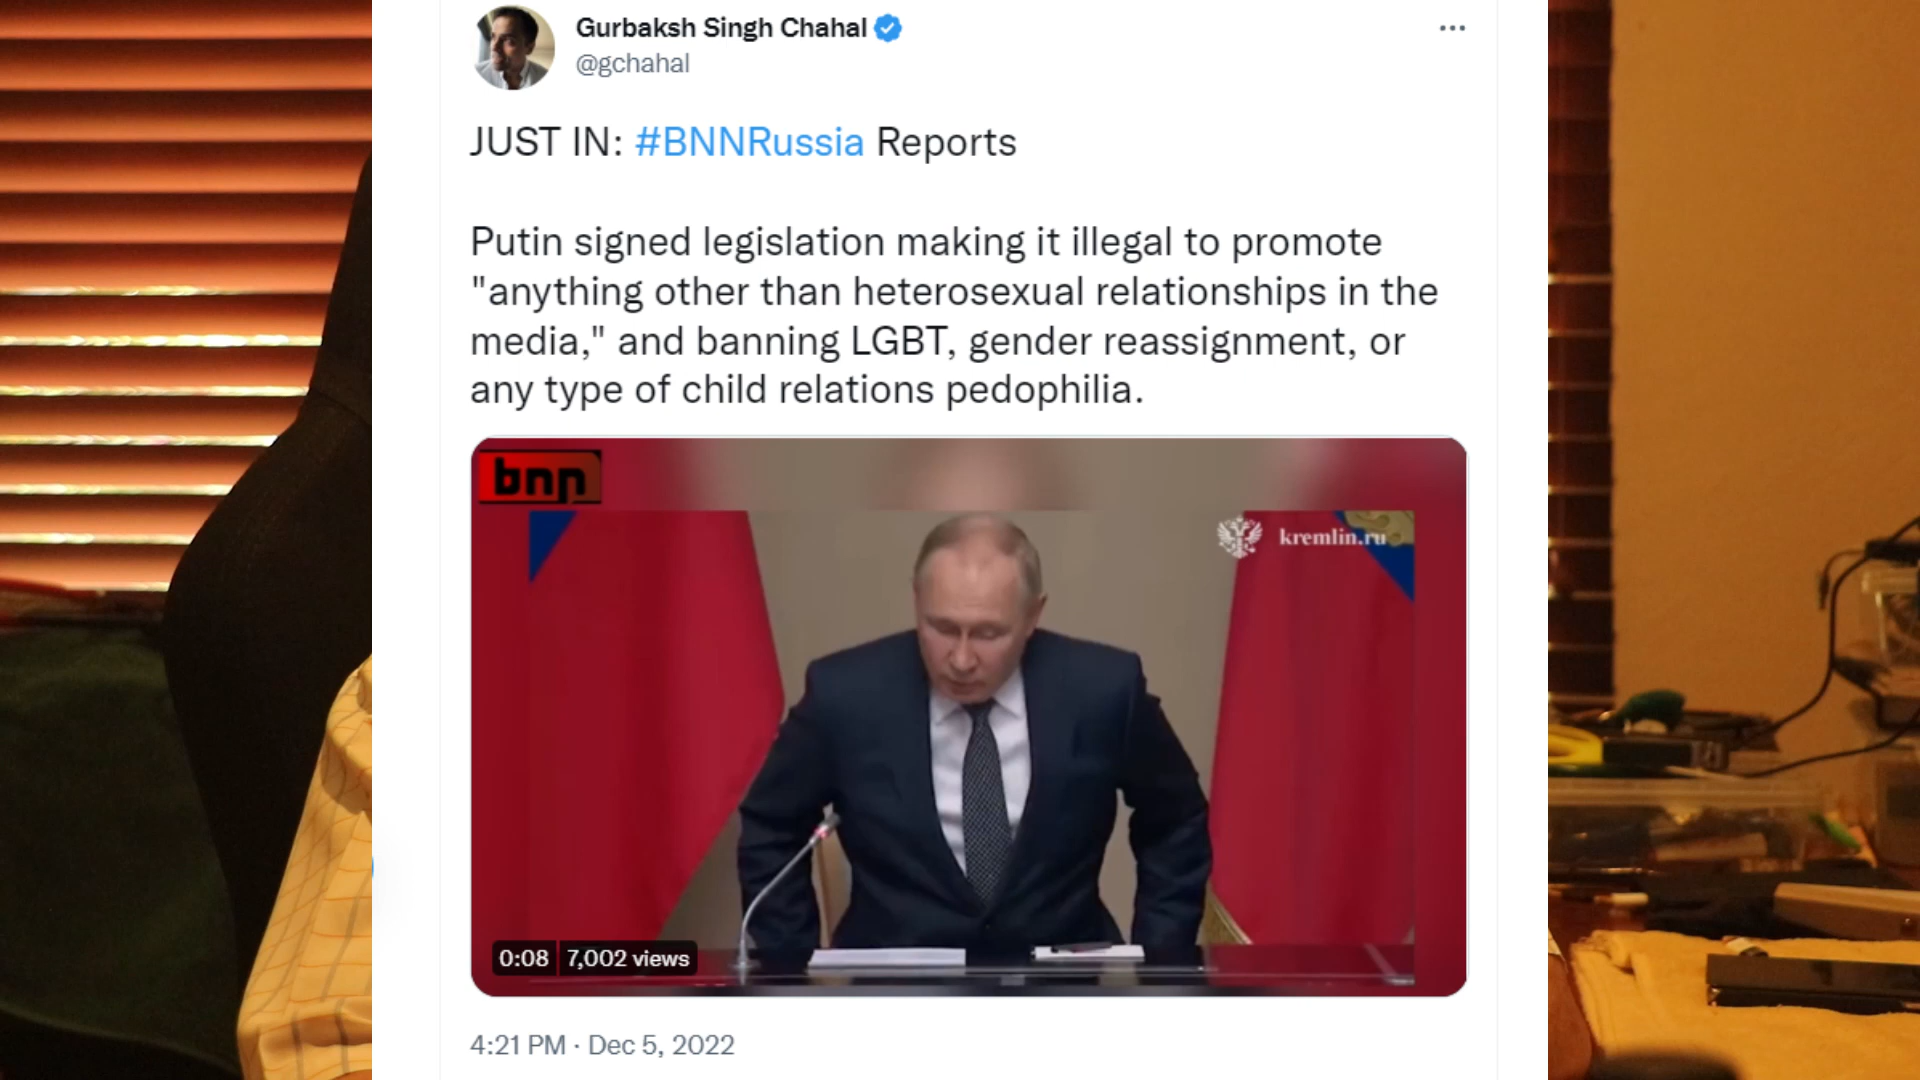 Gurbaksh Singh Chahal
@gchahal
JUST IN: #BNNRussia Reports
Putin signed legislation making it illegal to promote
"anything other than heterosexual relationships in the
media," and banning LGBT, gender reassignment, or
any type of child relations pedophilia.
bnn
kremlin.ru
0:08 7,002 views
4:21 PM · Dec 5, 2022